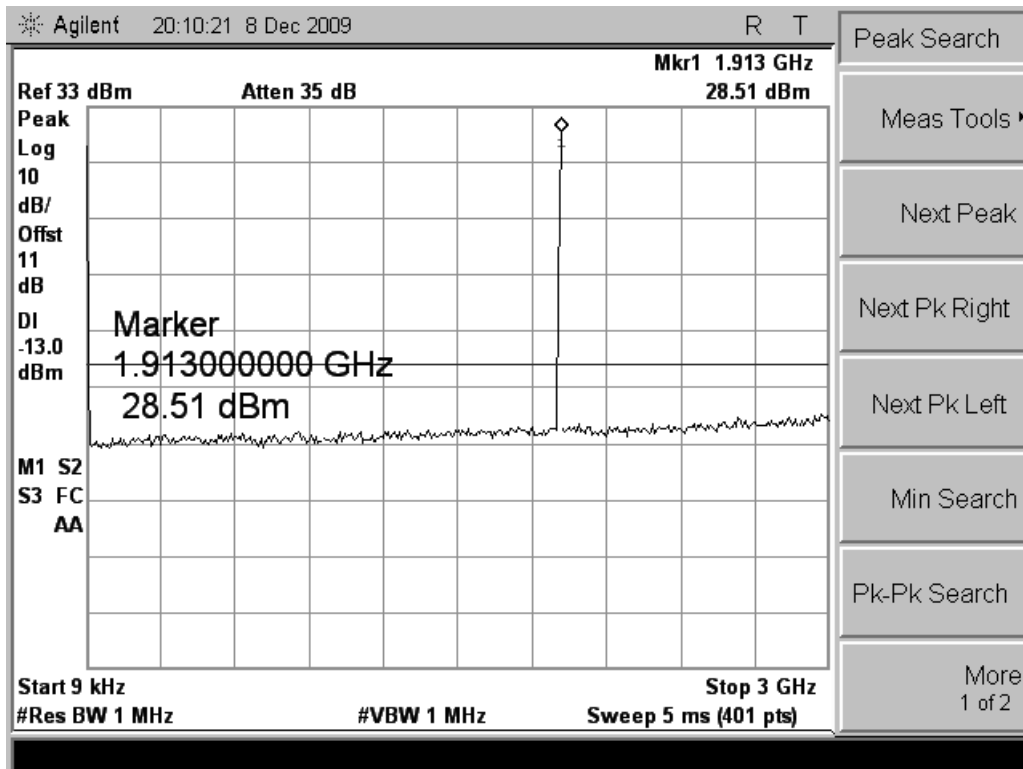 Agilent 20:10:21 8 Dec 2009 R T
Peak Search
Mkr1 1.913 GHz
Ref 33 dBm Atten 35 dB 28.51 dBm
Peak
Log
10
dB/
Offst
11
dB
DI
-13.0
dBm
Marker
1.913000000 GHz
28.51 dBm
M1 S2
S3 FC
AA
Start 9 kHz Stop 3 GHz
#Res BW 1 MHz #VBW 1 MHz Sweep 5 ms (401 pts)
Meas Tools
Next Peak
Next Pk Right
Next Pk Left
Min Search
Pk-Pk Search
More
1 of 2